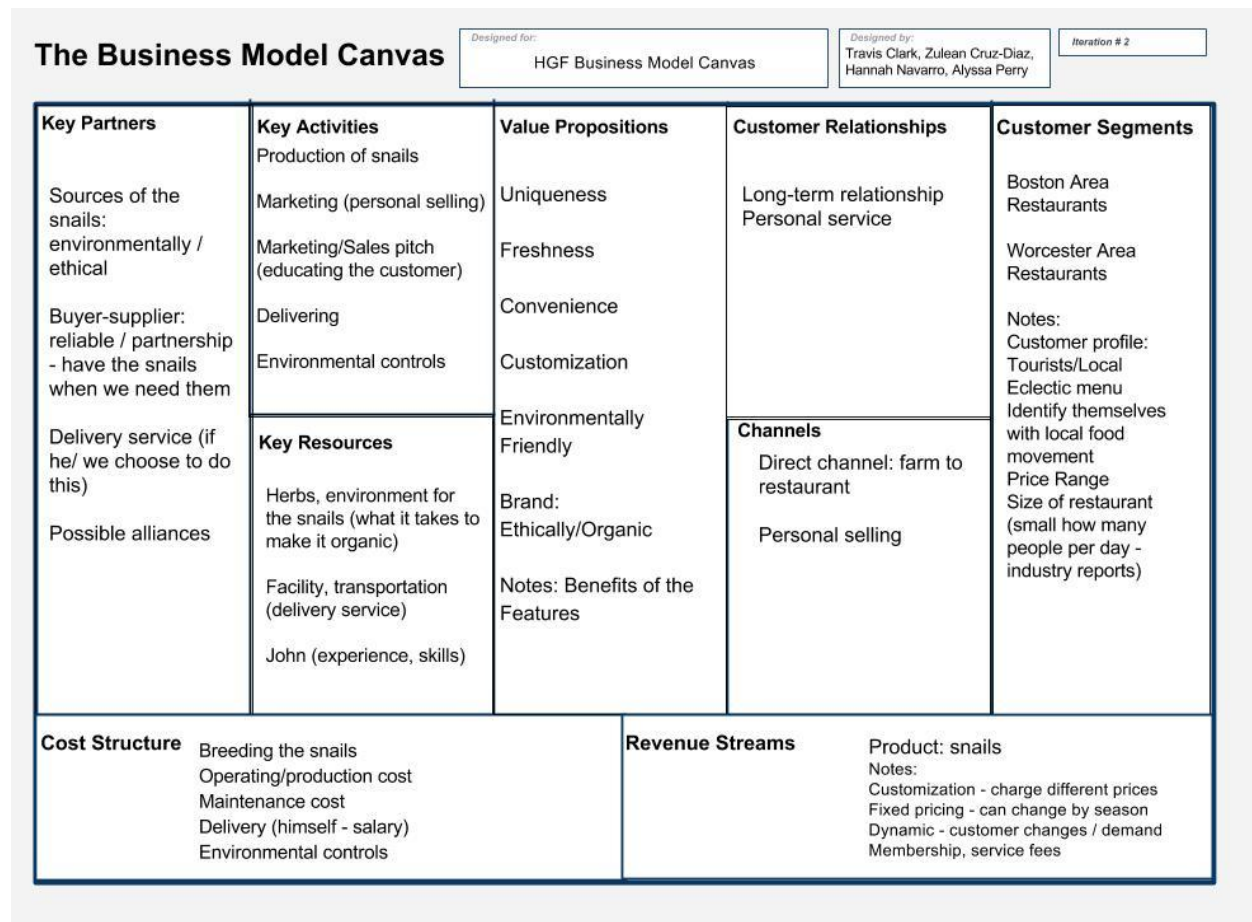 The Business Model Canvas
Designed for:
HGF Business Model Canvas
Designed by:
Travis Clark, Zulean Cruz-Diaz,
Hannah Navarro, Alyssa Perry
Iteration # 2
Key Partners
Sources of the
snails:
environmentally /
ethical
Buyer-supplier:
reliable / partnership
- have the snails
when we need them
Delivery service (if
he/ we choose to do
this)
Possible alliances
Key Activities
Production of snails
Marketing (personal selling)
Marketing/Sales pitch
(educating the customer)
Delivering
Environmental controls
Key Resources
Herbs, environment for
the snails (what it takes to
make it organic)
Facility, transportation
(delivery service)
John (experience, skills)
Value Propositions
Uniqueness
Freshness
Convenience
Customization
Environmentally
Friendly
Brand:
Ethically/Organic
Notes: Benefits of the
Features
Customer Relationships
Long-term relationship
Personal service
Channels
Direct channel: farm to
restaurant
Personal selling
Customer Segments
Boston Area
Restaurants
Worcester Area
Restaurants
Notes:
Customer profile:
Tourists/Local
Eclectic menu
Identify themselves
with local food
movement
Price Range
Size of restaurant
(small how many
people per day -
industry reports)
Cost Structure
Breeding the snails
Operating/production cost
Maintenance cost
Delivery (himself - salary)
Environmental controls
Revenue Streams
Product: snails
Notes:
Customization - charge different prices
Fixed pricing - can change by season
Dynamic - customer changes / demand
Membership, service fees